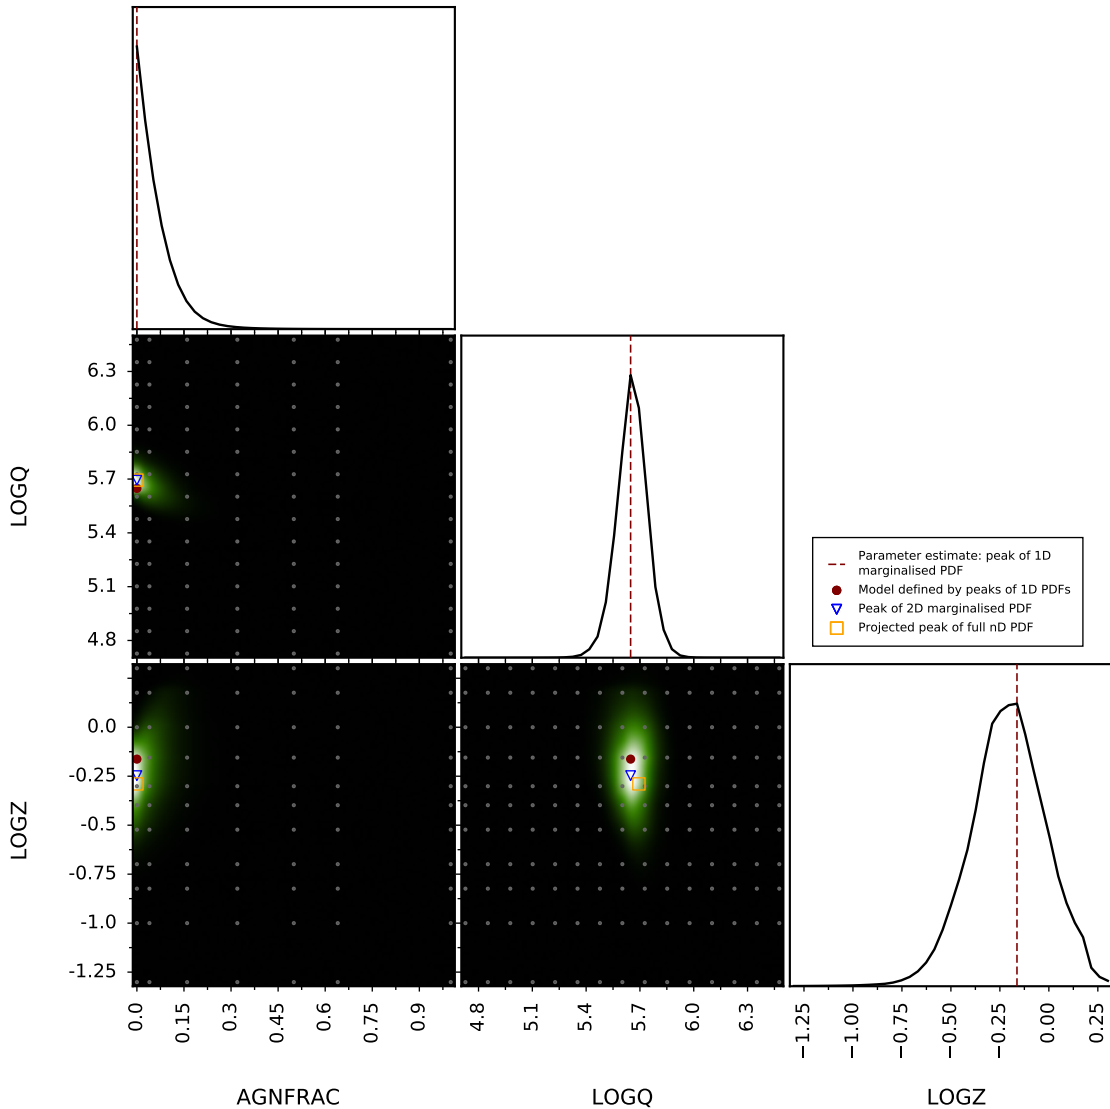 LOGQ
6.3
6.0
5.7
5.4
5.1
4.8
Parameter estimate: peak of 1D
marginalised PDF
Model defined by peaks of 1D PDFs
Peak of 2D marginalised PDF
Projected peak of full nD PDF
LOGZ
0.0
-0.25
-0.5
-0.75
-1.0
-1.25
0.0 0.15 0.3 0.45 0.6 0.75 0.9
4.8 5.1 5.4 5.7 6.0 6.3
−1.25 −1.00 −0.75 −0.50 −0.25 0.00 0.25
AGNFRAC LOGQ LOGZ